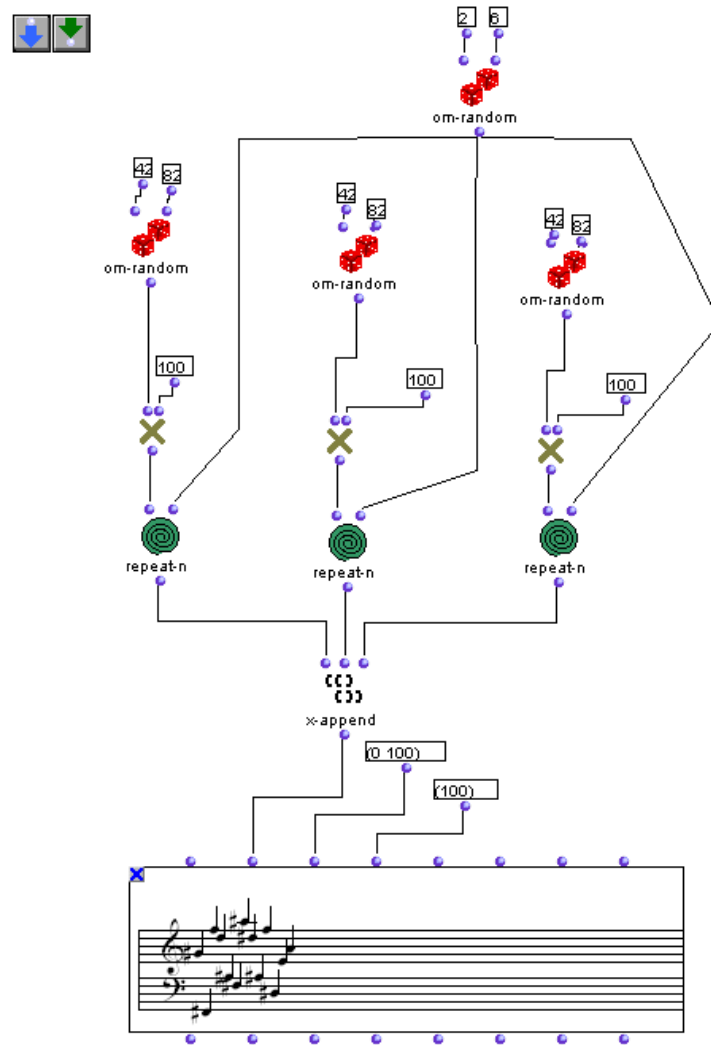 2 6
om-random
42 82
om-random
42 82
om-random
42 82
om-random
100
100
100
repeat-n
repeat-n
repeat-n
x-append
(0 100)
(100)